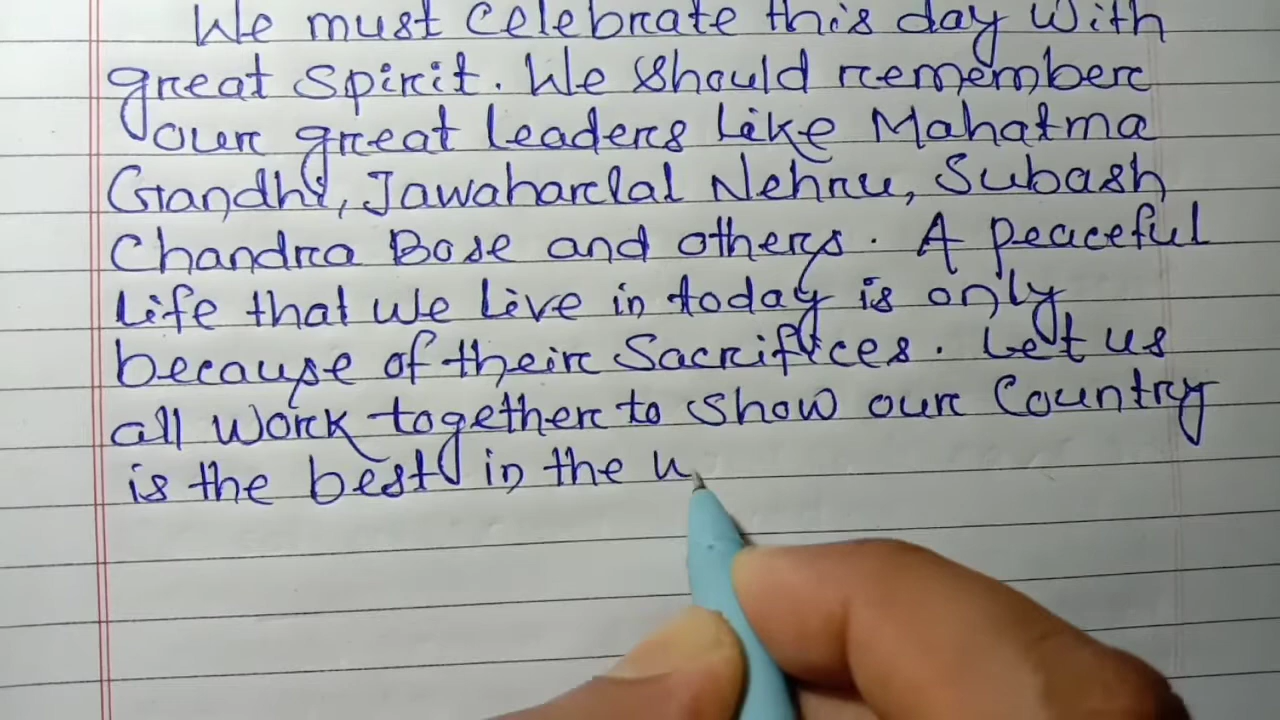 We must celebrate this day with
great spirit. We should remember
our great leaders like Mahatma
Gandhi, Jawaharlal Nehru, Subash
Chandra Bose and others. A peaceful
life that we live in today is only
because of their sacrifices. Let us
all work together to show our country
is the best in the